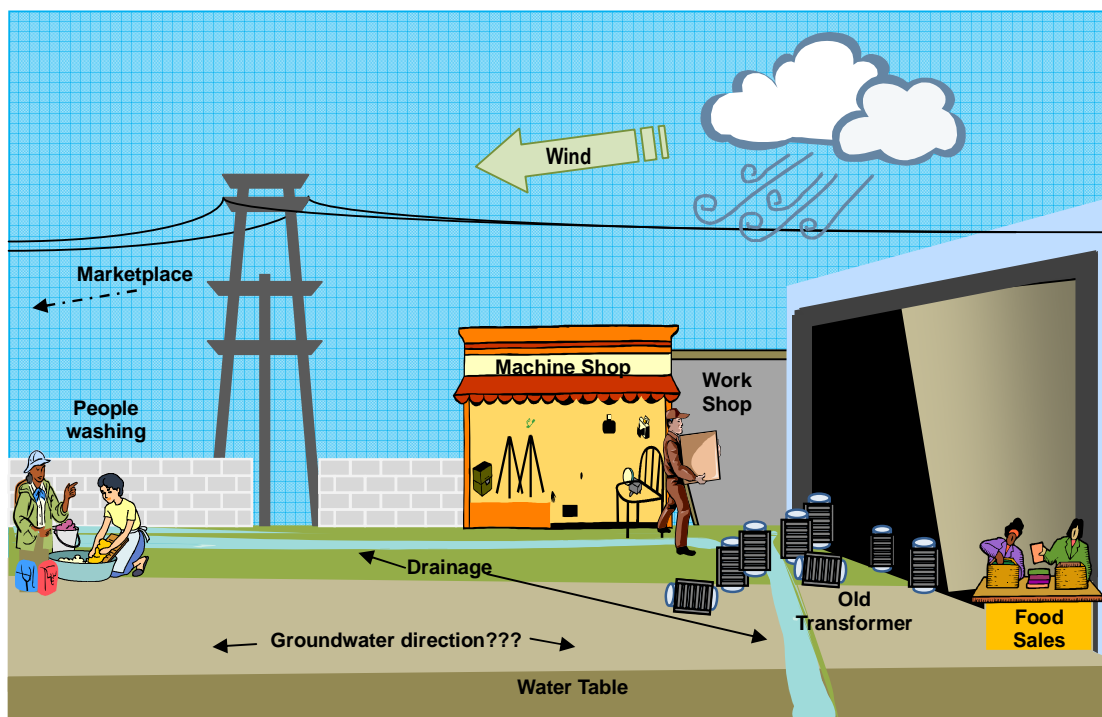 Wind
Marketplace
Machine Shop
Work
Shop
People
washing
Drainage
Old
Transformer
Food
Sales
Groundwater direction???
Water Table